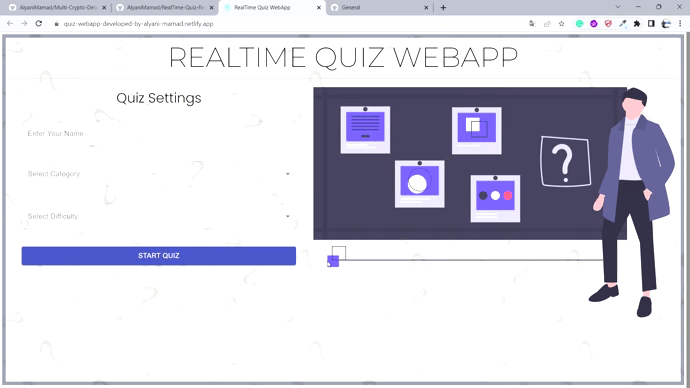 AlyaniMamad/Multi-Crypto-Des
AlyaniMamad/RealTime-Quiz-R
RealTime Quiz WebApp
General
quiz-webapp-developed-by-alyani-mamad.netlify.app
REALTIME QUIZ WEBAPP
Quiz Settings
Enter Your Name
Select Category
Select Difficulty
START QUIZ
?